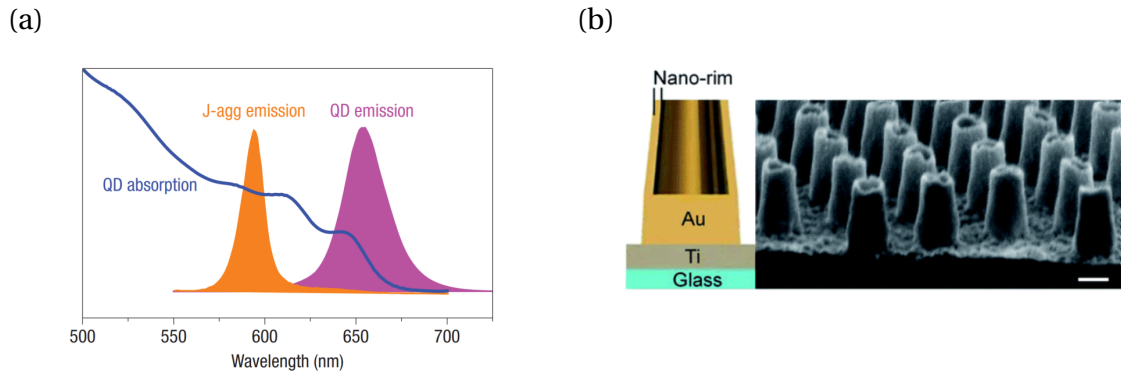 (a)
J-agg emission
QD emission
QD absorption
500
550
600
650
700
Wavelength (nm)
(b)
Nano-rim
Au
Ti
Glass